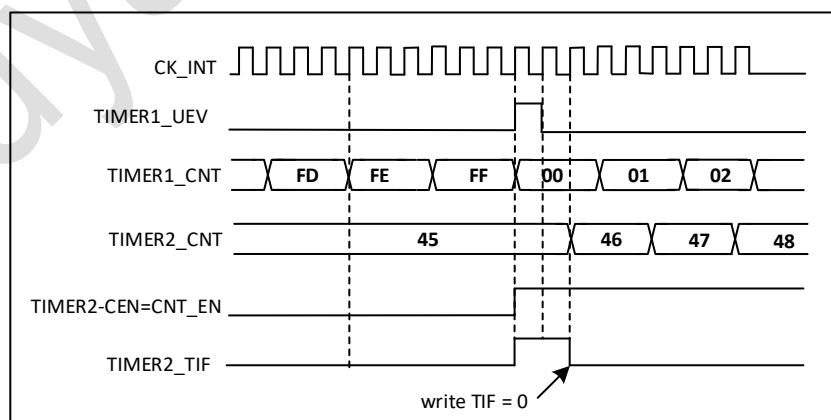 CK_INT
TIMER1_UEV
TIMER1_CNT FD FE FF 00 01 02
TIMER2_CNT 45 46 47 48
TIMER2-CEN=CNT_EN
TIMER2_TIF
write TIF = 0